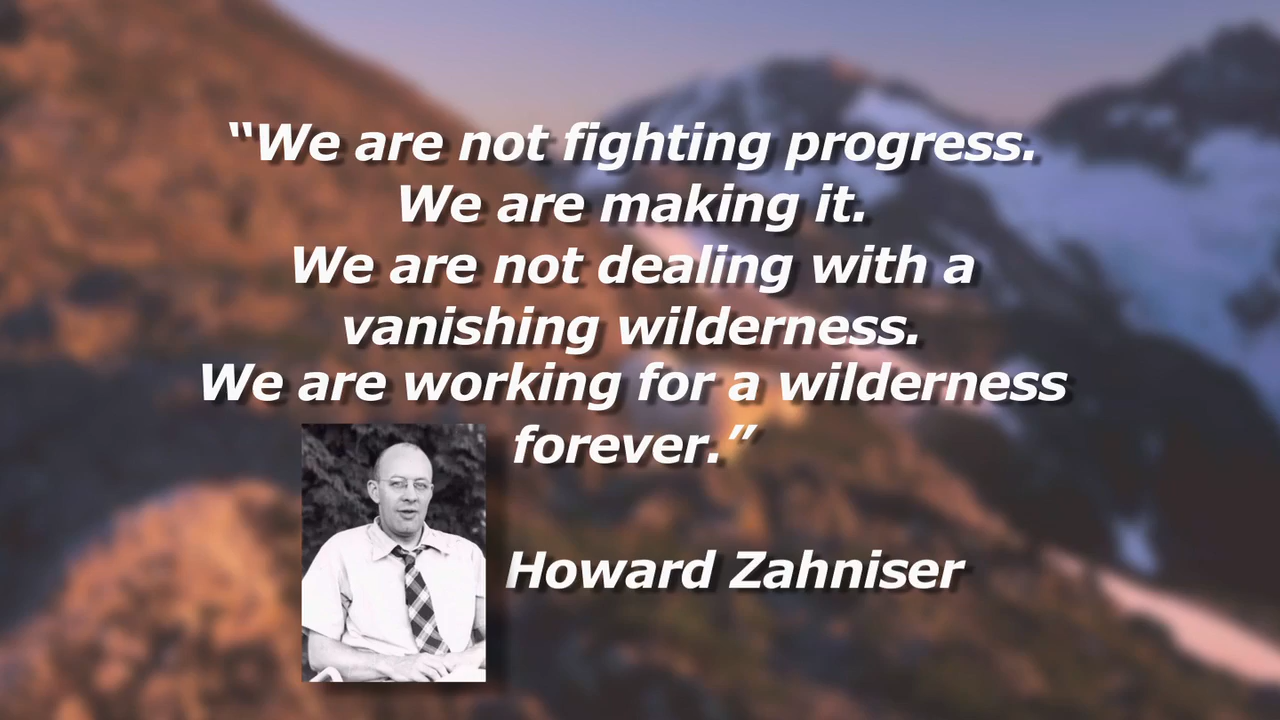 “We are not fighting progress.
We are making it.
We are not dealing with a
vanishing wilderness.
We are working for a wilderness
forever.”
Howard Zahniser